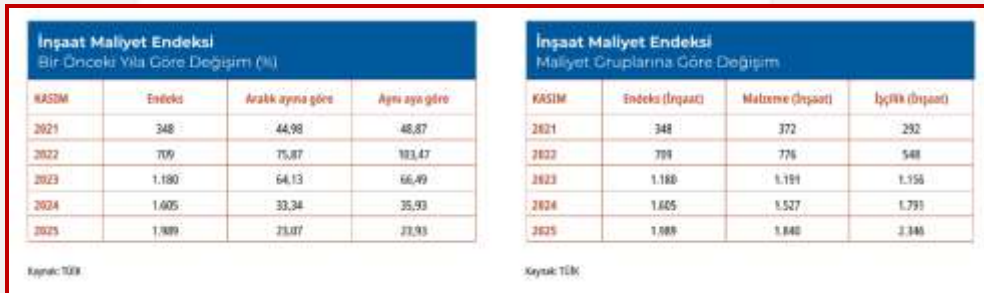 İnşaat Maliyet Endeksi
Bir Önceki Yıla Göre Değişim (%)
KASIM Endeks Aralık ayına göre Aynı aya göre
2021 348 44,98 48,87
2022 709 75,87 103,47
2023 1.180 64,13 66,49
2024 1.605 33,34 35,93
2025 1.989 23,07 23,93
Kaynak: TÜİK
İnşaat Maliyet Endeksi
Maliyet Gruplarına Göre Değişim
KASIM Endeks (İnşaat) Malzeme (İnşaat) İşçilik (İnşaat)
2021 348 372 292
2022 709 776 548
2023 1.180 1.191 1.156
2024 1.605 1.527 1.791
2025 1.989 1.840 2.346
Kaynak: TÜİK